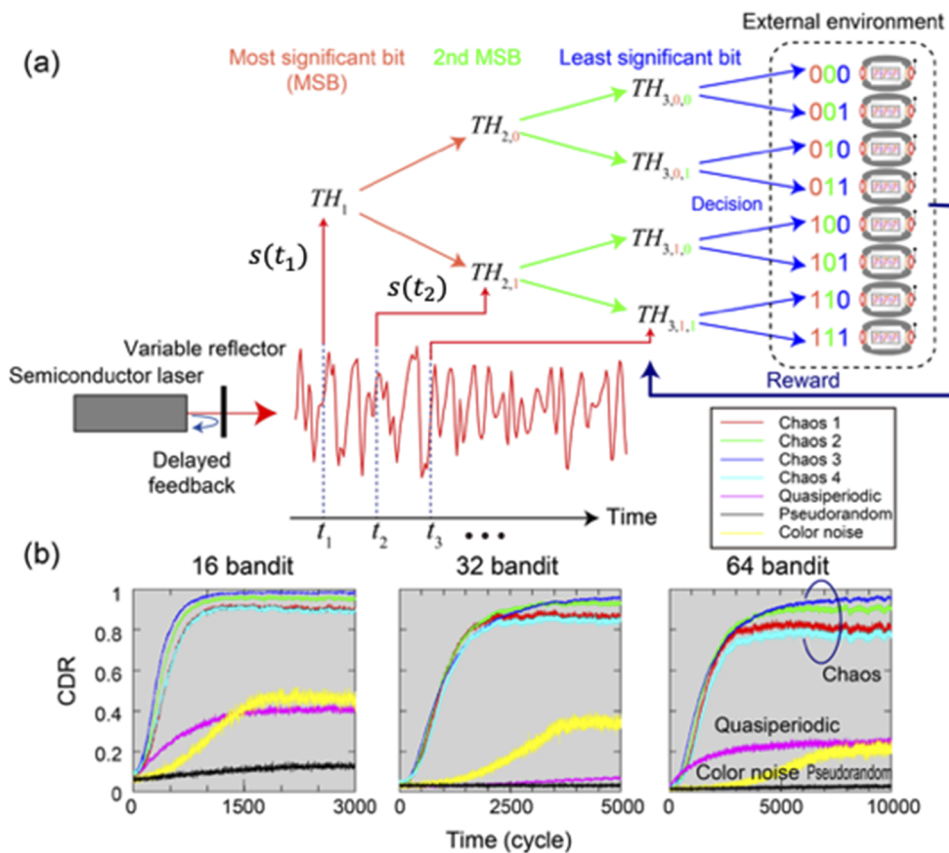 (a)
External environment
Most significant bit
(MSB)
2nd MSB
Least significant bit
TH1
TH2,0
TH2,1
TH3,0,0
TH3,0,1
TH3,1,0
TH3,1,1
000
001
010
011
100
101
110
111
Decision
Reward
s(t1)
s(t2)
Variable reflector
Semiconductor laser
Delayed
feedback
t1 t2 t3 • • •
Time
Chaos 1
Chaos 2
Chaos 3
Chaos 4
Quasiperiodic
Pseudorandom
Color noise
(b)
16 bandit
32 bandit
64 bandit
CDR
1
0.8
0.6
0.4
0.2
0
0 1500 3000
0 2500 5000
0 5000 10000
Chaos
Quasiperiodic
Color noise Pseudorandom
Time (cycle)